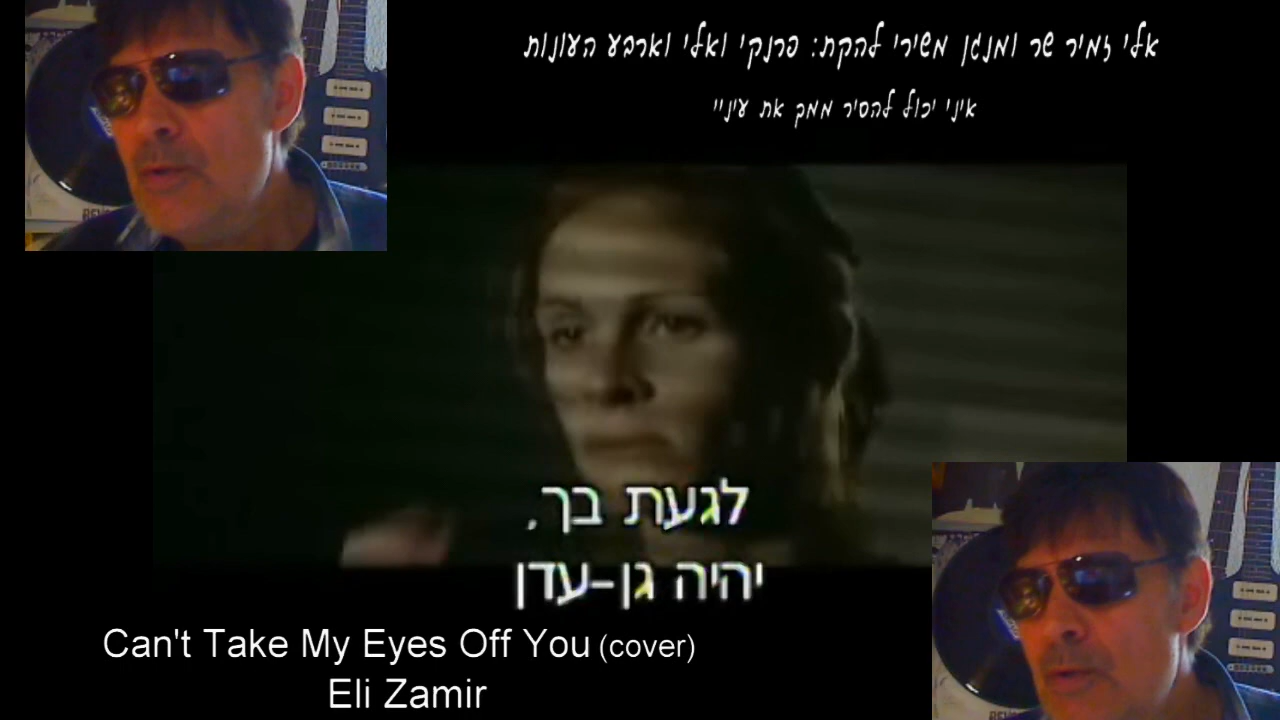 אלי זמיר שר ומנגן משירי להקת: פרנקי ואלי וארבע העונות
איני יכול להסיר ממך את עיניי
לגעת בך,
יהיה גן-עדן
Can't Take My Eyes Off You (cover)
Eli Zamir